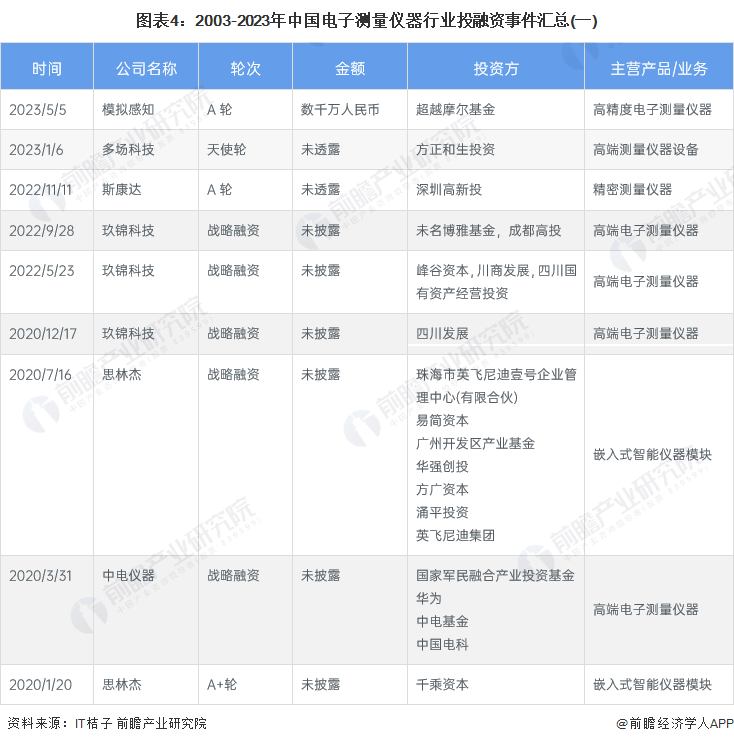 图表4：2003-2023年中国电子测量仪器行业投融资事件汇总(一)
时间 公司名称 轮次 金额 投资方 主营产品/业务
2023/5/5 模拟感知 A 轮 数千万人民币 超越摩尔基金 高精度电子测量仪器
2023/1/6 多场科技 天使轮 未透露 方正和生投资 高端测量仪器设备
2022/11/11 斯康达 A 轮 未透露 深圳高新投 精密测量仪器
2022/9/28 玖锦科技 战略融资 未披露 未名博雅基金，成都高投 高端电子测量仪器
2022/5/23 玖锦科技 战略融资 未披露 峰谷资本, 川商发展, 四川国
有资产经营投资 高端电子测量仪器
2020/12/17 玖锦科技 战略融资 未披露 四川发展 高端电子测量仪器
2020/7/16 思林杰 战略融资 未披露 珠海市英飞尼迪壹号企业管
理中心(有限合伙)
易简资本
广州开发区产业基金
华强创投 嵌入式智能仪器模块
方广资本
涌平投资
英飞尼迪集团
2020/3/31 中电仪器 战略融资 未披露 国家军民融合产业投资基金
华为 高端电子测量仪器
中电基金
中国电科
2020/1/20 思林杰 A+轮 未披露 千乘资本 嵌入式智能仪器模块
资料来源：IT桔子 前瞻产业研究院 @前瞻经济学人APP
前瞻产业研究院